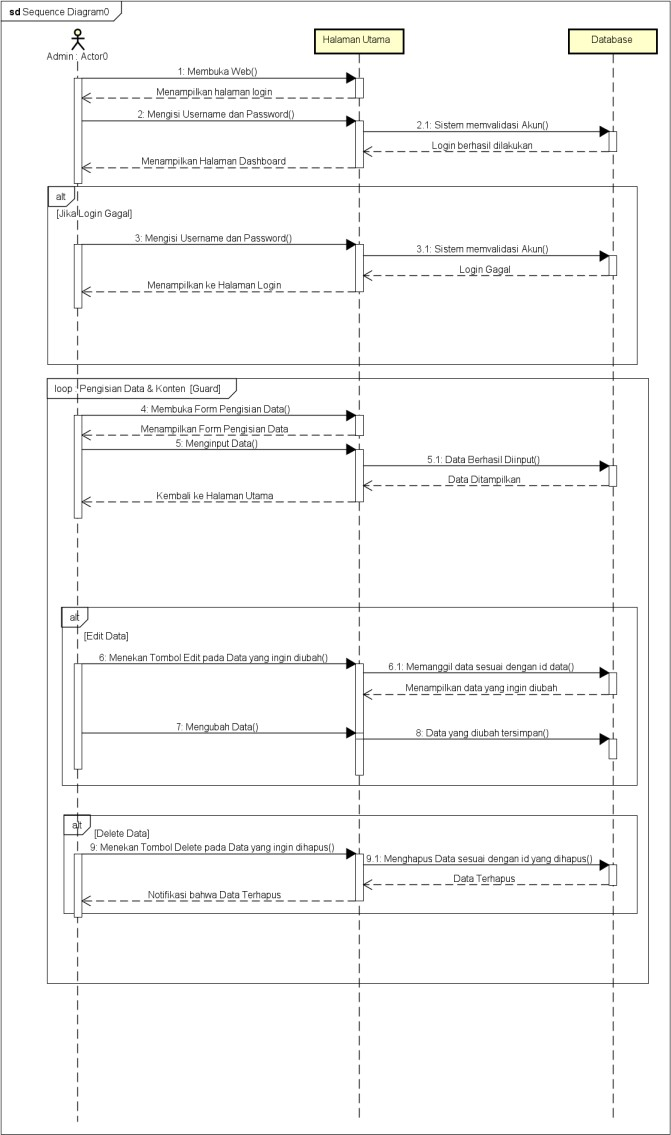 sd Sequence Diagram0
Admin : Actor0
Halaman Utama
Database
1: Membuka Web()
Menampilkan halaman login
2: Mengisi Username dan Password()
2.1: Sistem memvalidasi Akun()
Login berhasil dilakukan
Menampilkan Halaman Dashboard
alt
[Jika Login Gagal]
3: Mengisi Username dan Password()
3.1: Sistem memvalidasi Akun()
Login Gagal
Menampilkan ke Halaman Login
loop : Pengisian Data & Konten [Guard]
4: Membuka Form Pengisian Data()
Menampilkan Form Pengisian Data
5: Menginput Data()
5.1: Data Berhasil Diinput()
Data Ditampilkan
Kembali ke Halaman Utama
alt
[Edit Data]
6: Menekan Tombol Edit pada Data yang ingin diubah()
6.1: Memanggil data sesuai dengan id data()
Menampilkan data yang ingin diubah
7: Mengubah Data()
8: Data yang diubah tersimpan()
alt
[Delete Data]
9: Menekan Tombol Delete pada Data yang ingin dihapus()
9.1: Menghapus Data sesuai dengan id yang dihapus()
Data Terhapus
Notifikasi bahwa Data Terhapus